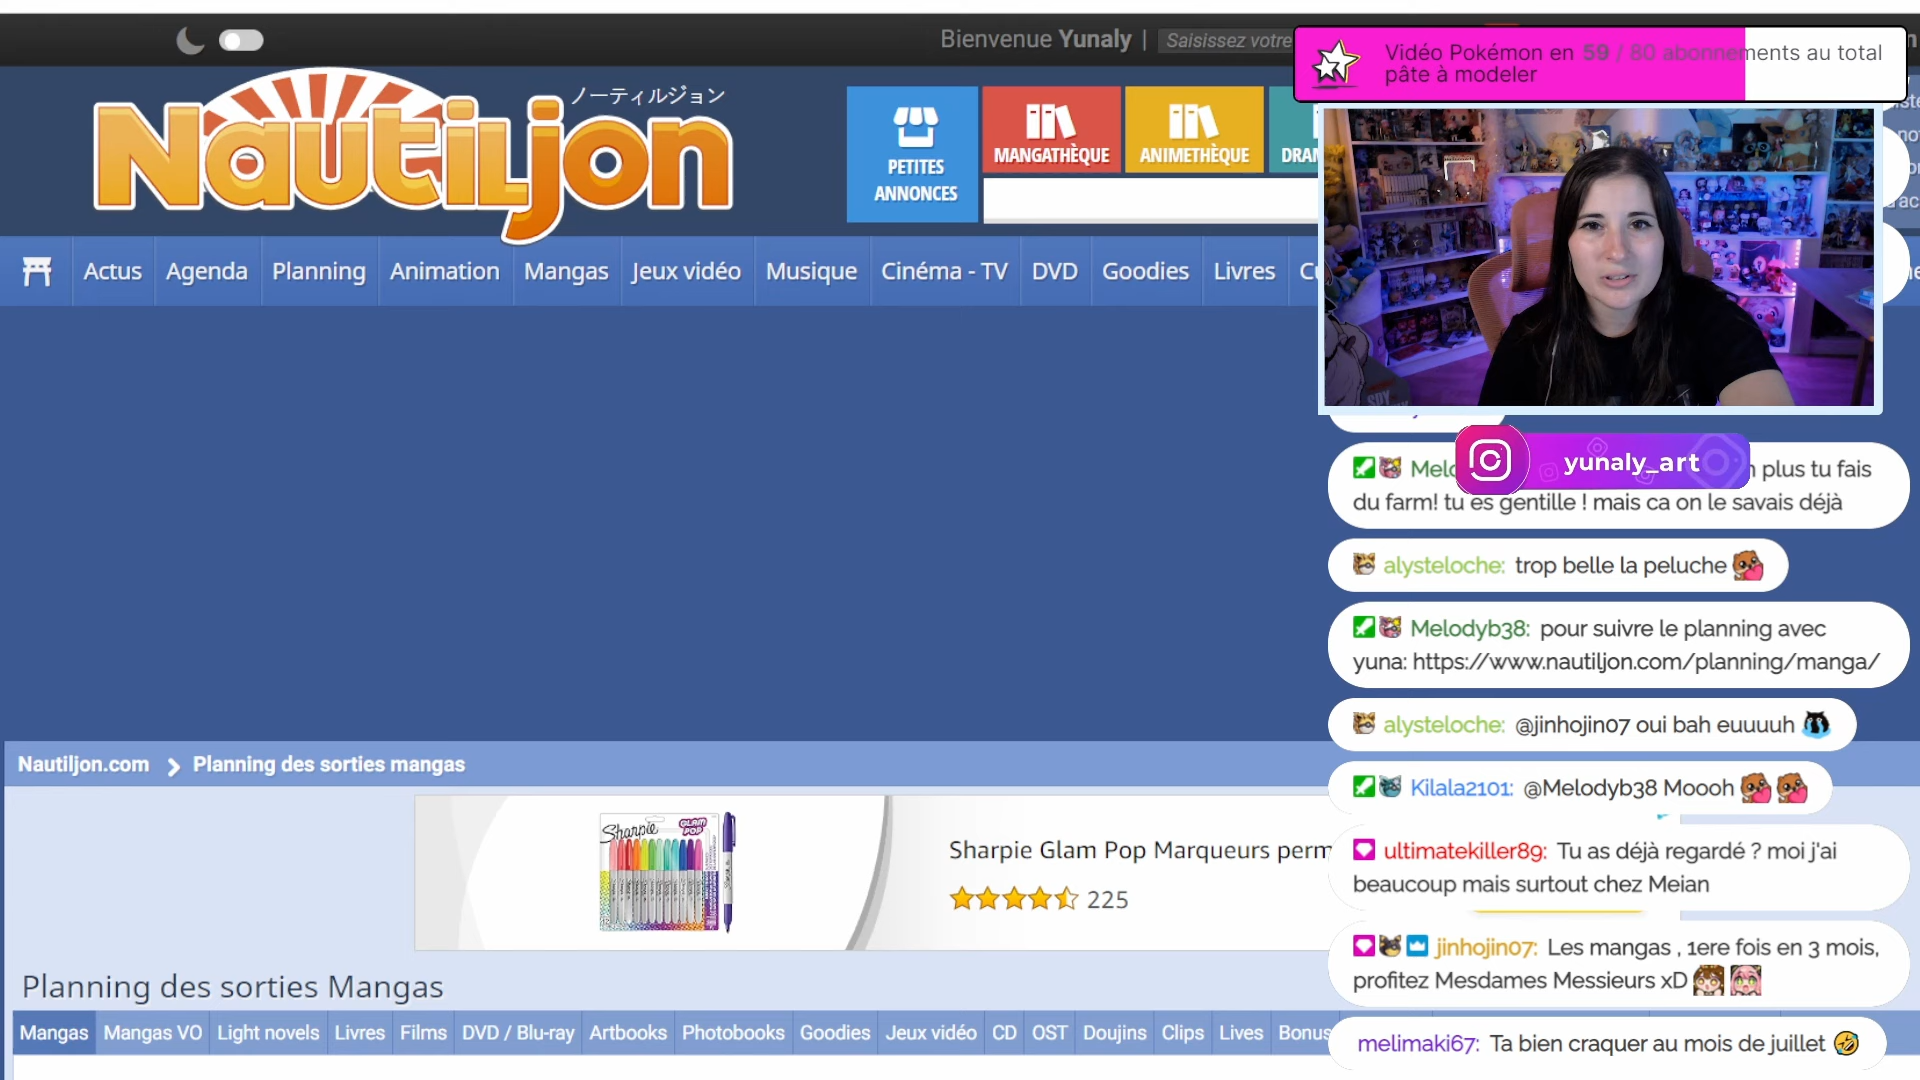 Bienvenue Yunaly | Saisissez votre
Vidéo Pokémon en 59 / 80 abonnements au total
pâte à modeler
ノーティルジョン
Nautiljon
PETITES
ANNONCES
MANGATHÈQUE
ANIMETHÈQUE
Actus
Agenda
Planning
Animation
Mangas
Jeux vidéo
Musique
Cinéma - TV
DVD
Goodies
Livres
yunaly_art
plus tu fais
du farm! tu es gentille ! mais ca on le savais déjà
alysteloche: trop belle la peluche
Melodyb38: pour suivre le planning avec
yuna: https://www.nautiljon.com/planning/manga/
alysteloche: @jinhojin07 oui bah euuuuh
Kilala2101: @Melodyb38 Moooh
ultimatekiller89: Tu as déjà regardé ? moi j'ai
beaucoup mais surtout chez Meian
jinhojin07: Les mangas , 1ere fois en 3 mois,
profitez Mesdames Messieurs xD
melimaki67: Ta bien craquer au mois de juillet
Nautiljon.com
Planning des sorties mangas
Sharpie
GLAM POP
Sharpie Glam Pop Marqueurs perm
225
Planning des sorties Mangas
Mangas
Mangas VO
Light novels
Livres
Films
DVD / Blu-ray
Artbooks
Photobooks
Goodies
Jeux vidéo
CD
OST
Doujins
Clips
Lives
Bonus